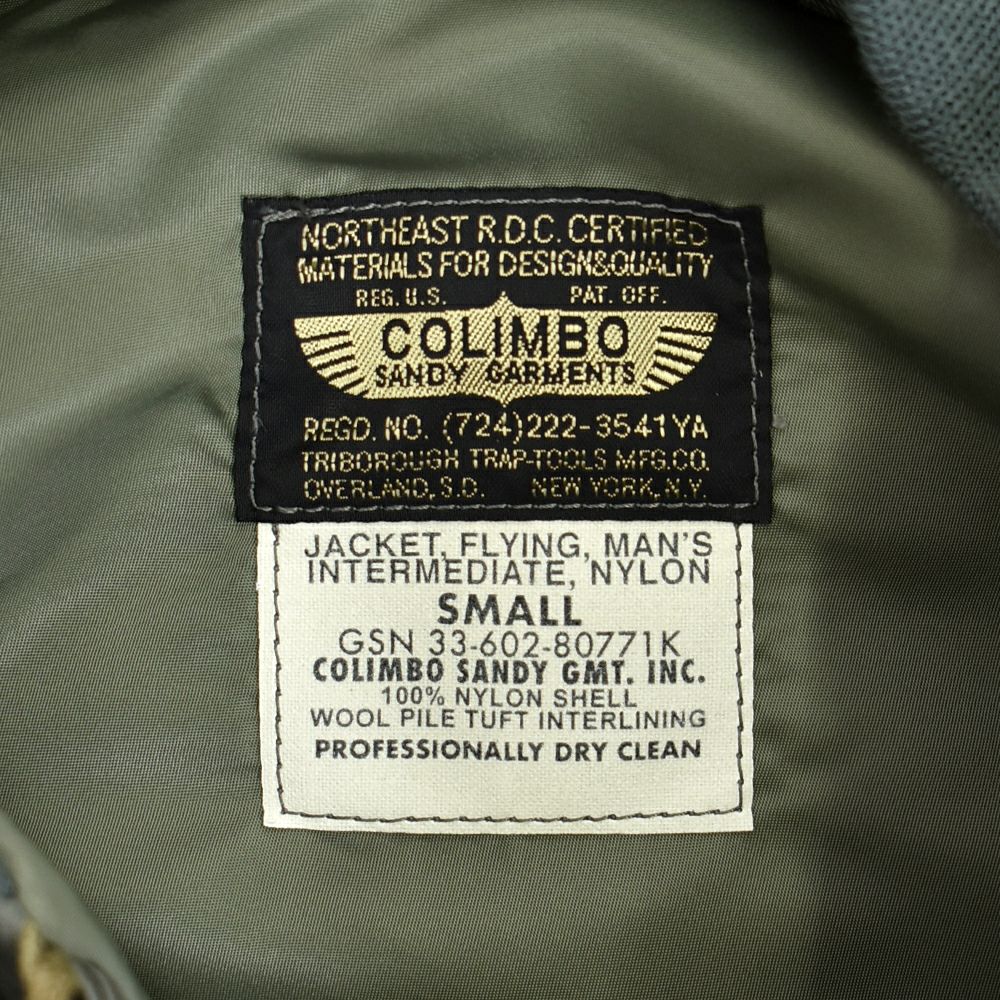 NORTHEAST R.D.C. CERTIFIED
MATERIALS FOR DESIGN&QUALITY
REG. U.S. PAT. OFF.
COLIMBO
SANDY GARMENTS
REGD. NO. (724)222-3541YA
TRIBOROUGH TRAP-TOOLS MFG.CO.
OVERLAND, S.D. NEW YORK, N.Y.
JACKET, FLYING, MAN'S
INTERMEDIATE, NYLON
SMALL
GSN 33-602-80771K
COLIMBO SANDY GMT. INC.
100% NYLON SHELL
WOOL PILE TUFT INTERLINING
PROFESSIONALLY DRY CLEAN